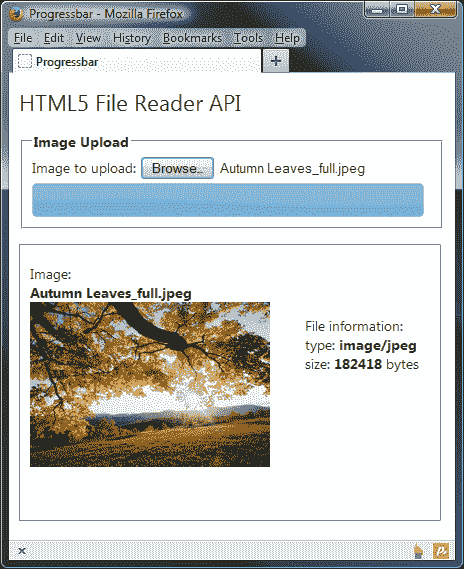 Progressbar - Mozilla Firefox
File Edit View History Bookmarks Tools Help
Progressbar
HTML5 File Reader API
Image Upload
Image to upload: Browse.. Autumn Leaves_full.jpeg
Image:
Autumn Leaves_full.jpeg
File information:
type: image/jpeg
size: 182418 bytes